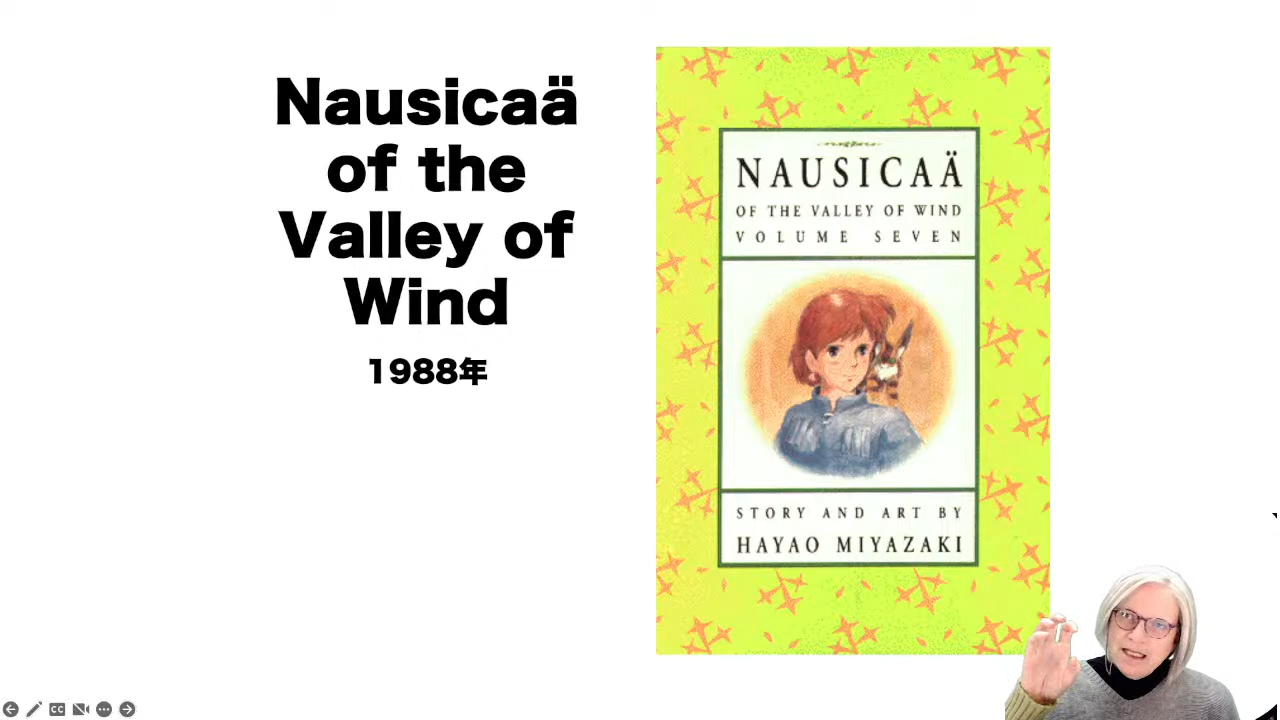 Nausicaä
of the
Valley of
Wind
1988年
NAUSICAÄ
OF THE VALLEY OF WIND
VOLUME SEVEN
STORY AND ART BY
HAYAO MIYAZAKI
CC